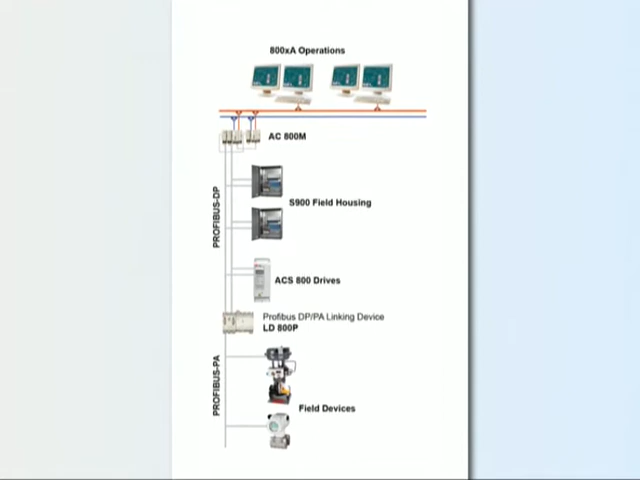 800xA Operations
AC 800M
PROFIBUS-DP
S900 Field Housing
ACS 800 Drives
Profibus DP/PA Linking Device
LD 800P
PROFIBUS-PA
Field Devices